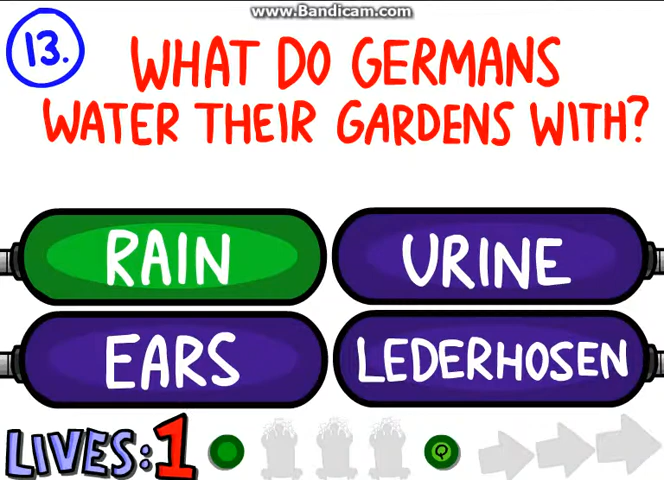 www.Bandicam.com
13.
WHAT DO GERMANS
WATER THEIR GARDENS WITH?
RAIN
URINE
EARS
LEDERHOSEN
LIVES:1